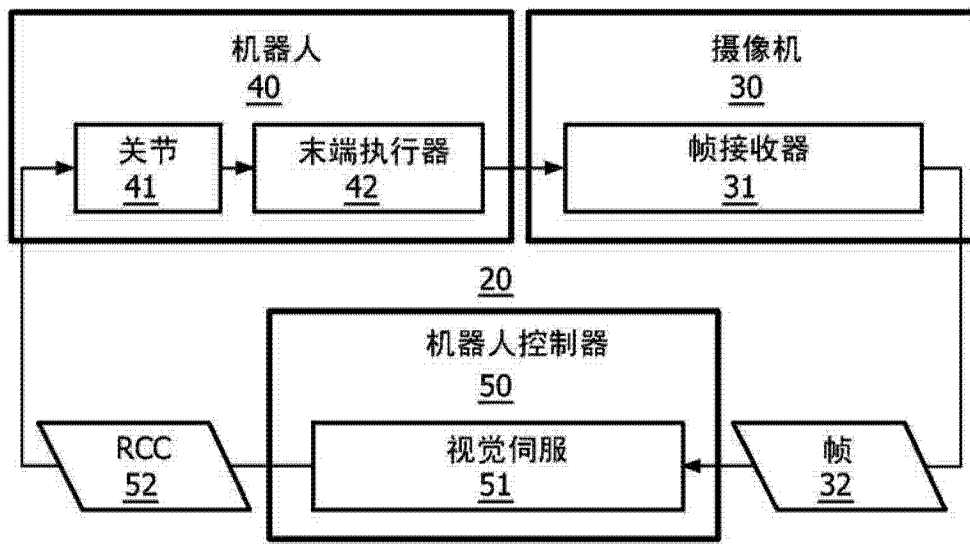 机器人
40
关节
41
末端执行器
42
摄像机
30
帧接收器
31
20
机器人控制器
50
视觉伺服
51
RCC
52
帧
32